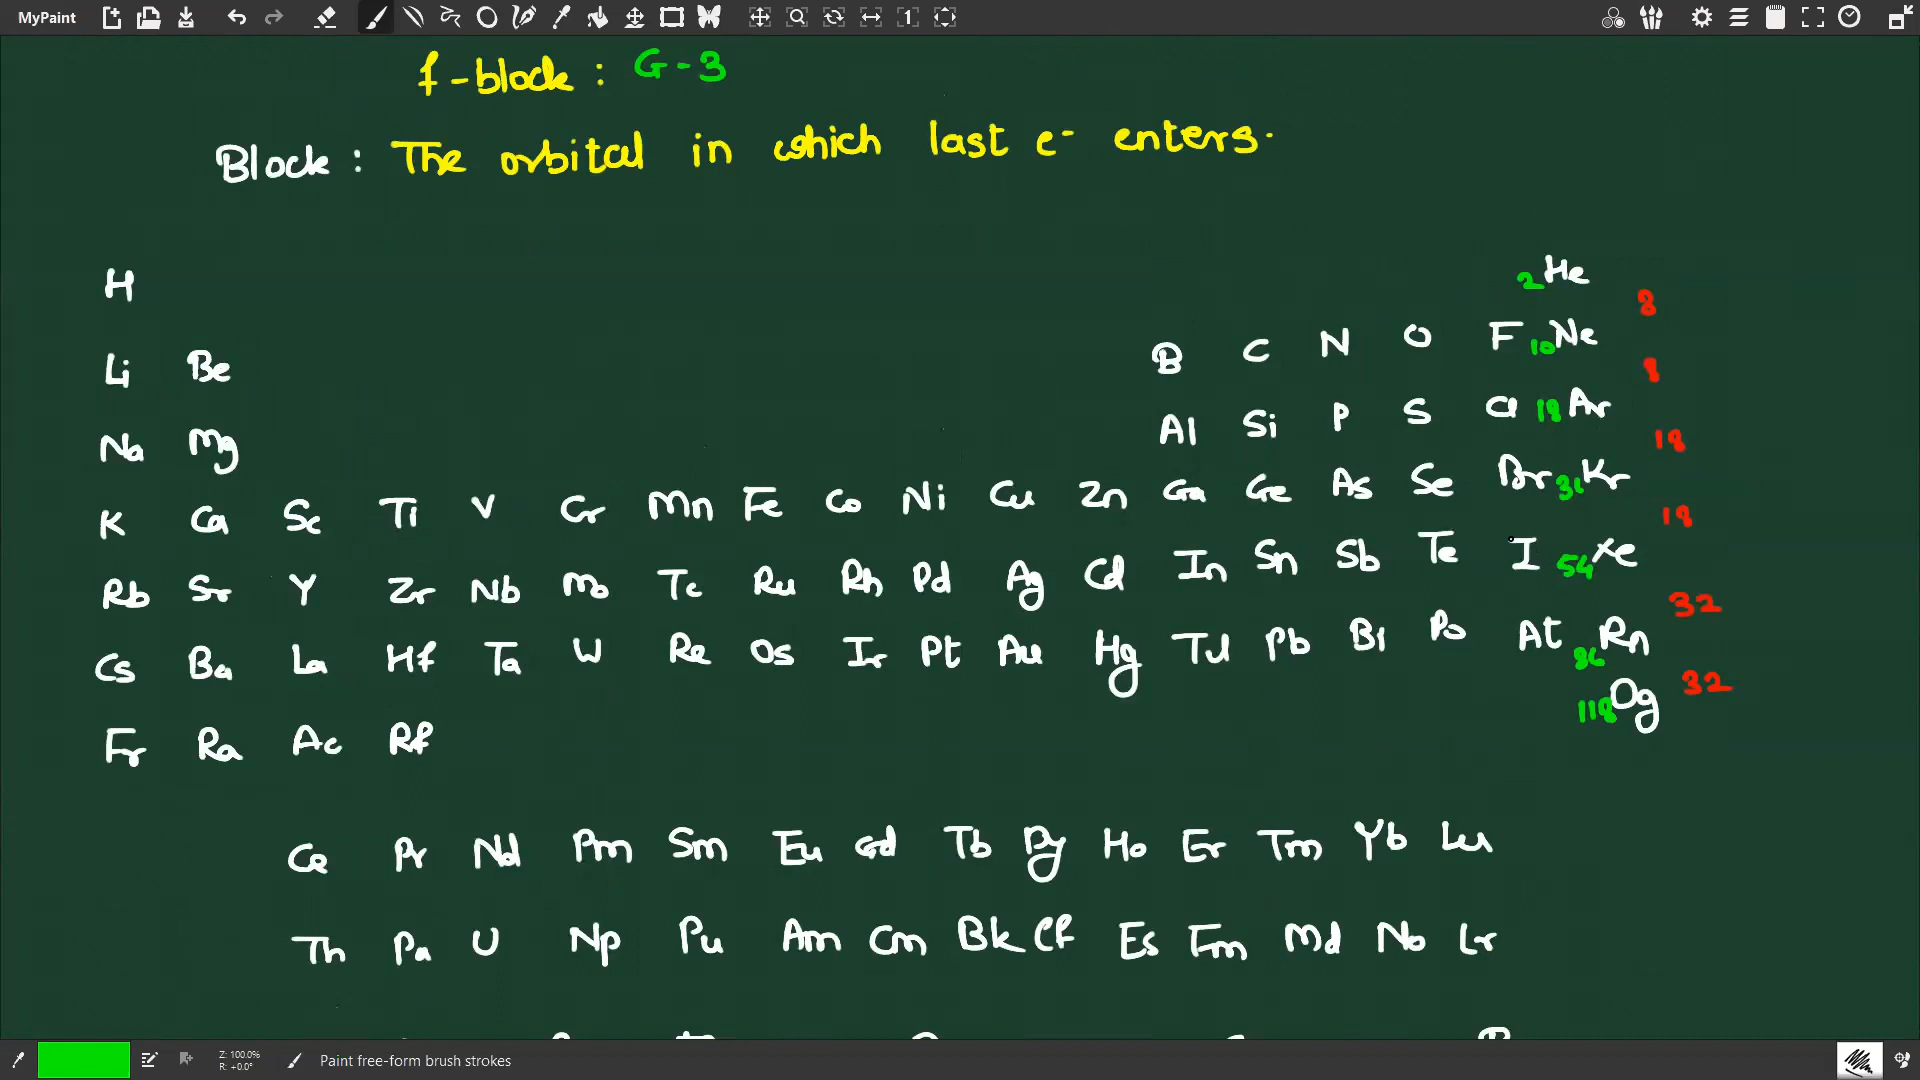 MyPaint
f-block : G-3
Block : The orbital in which last e- enters.
H 2He
8
Li Be B C N O F 10Ne
8
Na Mg Al Si P S Cl 18Ar
18
K Ca Sc Ti V Cr Mn Fe Co Ni Cu Zn Ga Ge As Se Br 36Kr
18
Rb Sr Y Zr Nb Mo Tc Ru Rh Pd Ag Cd In Sn Sb Te I 54Xe
32
Cs Ba La Hf Ta W Re Os Ir Pt Au Hg Tl Pb Bi Po At 86Rn
32
118Og
Fr Ra Ac Rf
Ce Pr Nd Pm Sm Eu Gd Tb Dy Ho Er Tm Yb Lu
Th Pa U Np Pu Am Cm Bk Cf Es Fm Md No Lr
Z: 100.0%
R: +0.0°
Paint free-form brush strokes